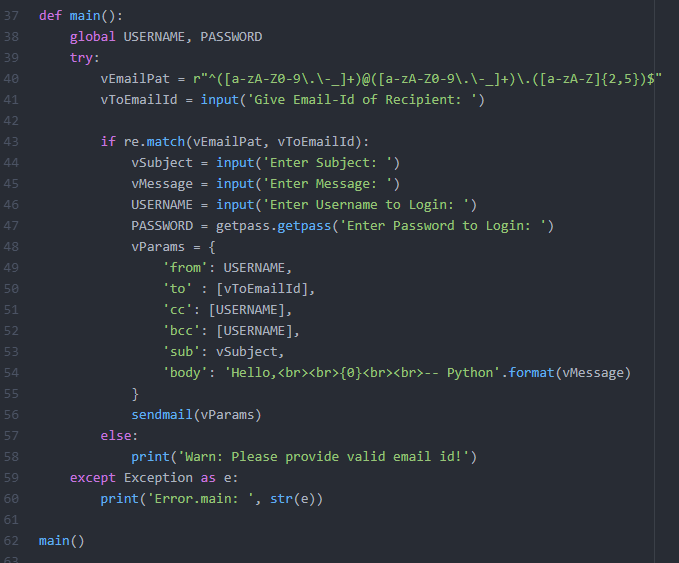 37 def main():
38     global USERNAME, PASSWORD
39     try:
40         vEmailPat = r"^([a-zA-Z0-9\.\-_]+)@([a-zA-Z0-9\.\-_]+)\.([a-zA-Z]{2,5})$"
41         vToEmailId = input('Give Email-Id of Recipient: ')
42
43         if re.match(vEmailPat, vToEmailId):
44             vSubject = input('Enter Subject: ')
45             vMessage = input('Enter Message: ')
46             USERNAME = input('Enter Username to Login: ')
47             PASSWORD = getpass.getpass('Enter Password to Login: ')
48             vParams = {
49                 'from': USERNAME,
50                 'to' : [vToEmailId],
51                 'cc': [USERNAME],
52                 'bcc': [USERNAME],
53                 'sub': vSubject,
54                 'body': 'Hello,<br><br>{0}<br><br>-- Python'.format(vMessage)
55             }
56             sendmail(vParams)
57         else:
58             print('Warn: Please provide valid email id!')
59     except Exception as e:
60         print('Error.main: ', str(e))
61
62 main()
63